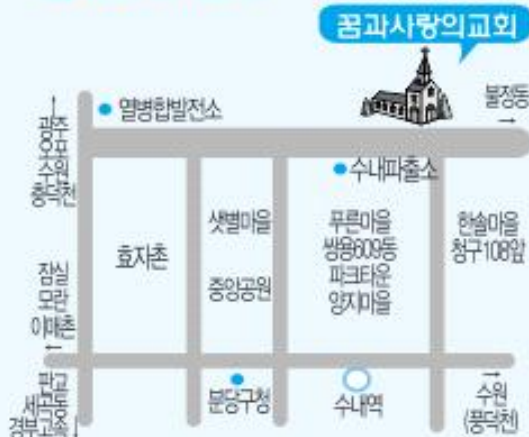 꿈과사랑의교회
불정동
→
열병합발전소
↑
광주
오포
수원
충덕천
수내파출소
샛별마을
중앙공원
효자촌
푸른마을
쌍용609동
파크타운
양지마을
한솔마을
청구108앞
잠실
모란
이매촌
←
판교
세곡동
경부고속↓
분당구청
수내역
→
수원
(풍덕천)